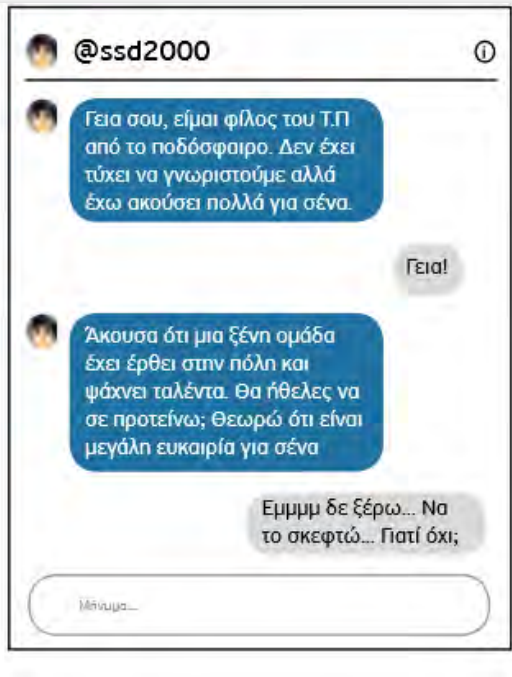 @ssd2000
Γεια σου, είμαι φίλος του Τ.Π
από το ποδόσφαιρο. Δεν έχει
τύχει να γνωριστούμε αλλά
έχω ακούσει πολλά για σένα.
Γεια!
Άκουσα ότι μια ξένη ομάδα
έχει έρθει στην πόλη και
ψάχνει ταλέντα. Θα ήθελες να
σε προτείνω; Θεωρώ ότι είναι
μεγάλη ευκαιρία για σένα
Εμμμμ δε ξέρω... Να
το σκεφτώ... Γιατί όχι;
Μήνυμα...